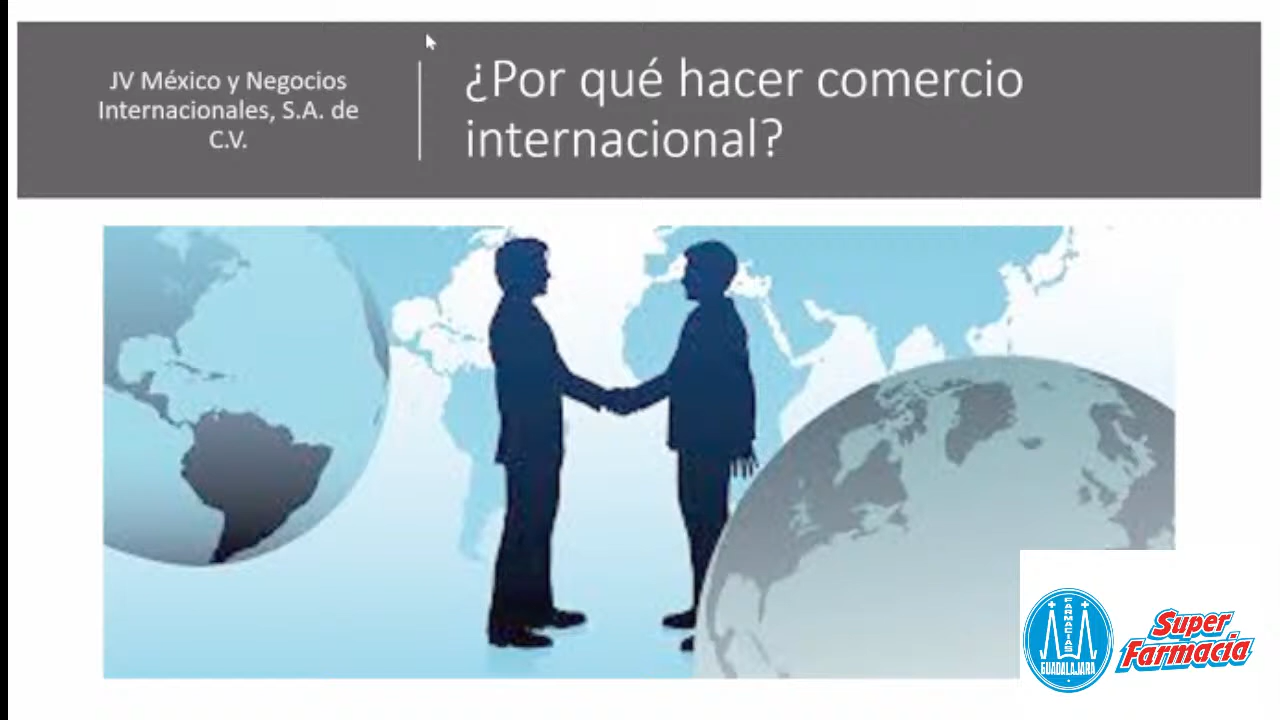 JV México y Negocios
Internacionales, S.A. de
C.V.
¿Por qué hacer comercio
internacional?
FARMACIAS
GUADALAJARA
Super
Farmacia